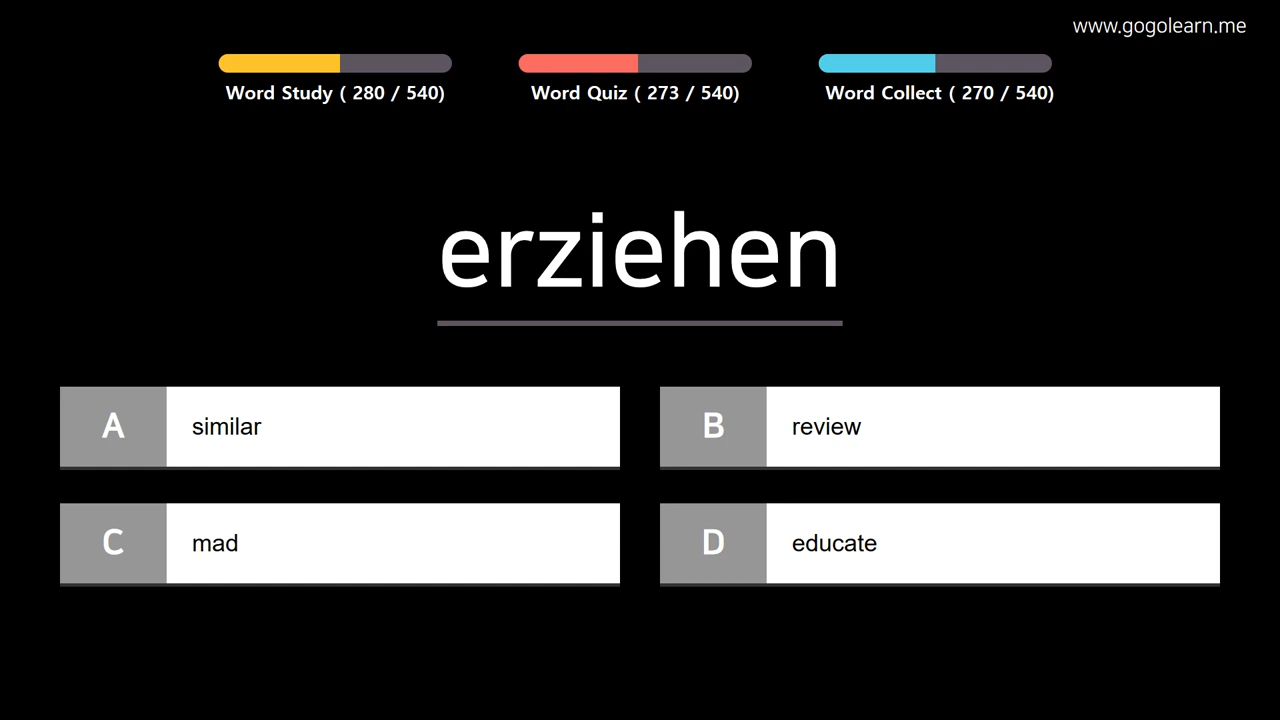 www.gogolearn.me
Word Study ( 280 / 540)
Word Quiz ( 273 / 540)
Word Collect ( 270 / 540)
erziehen
A
similar
B
review
C
mad
D
educate